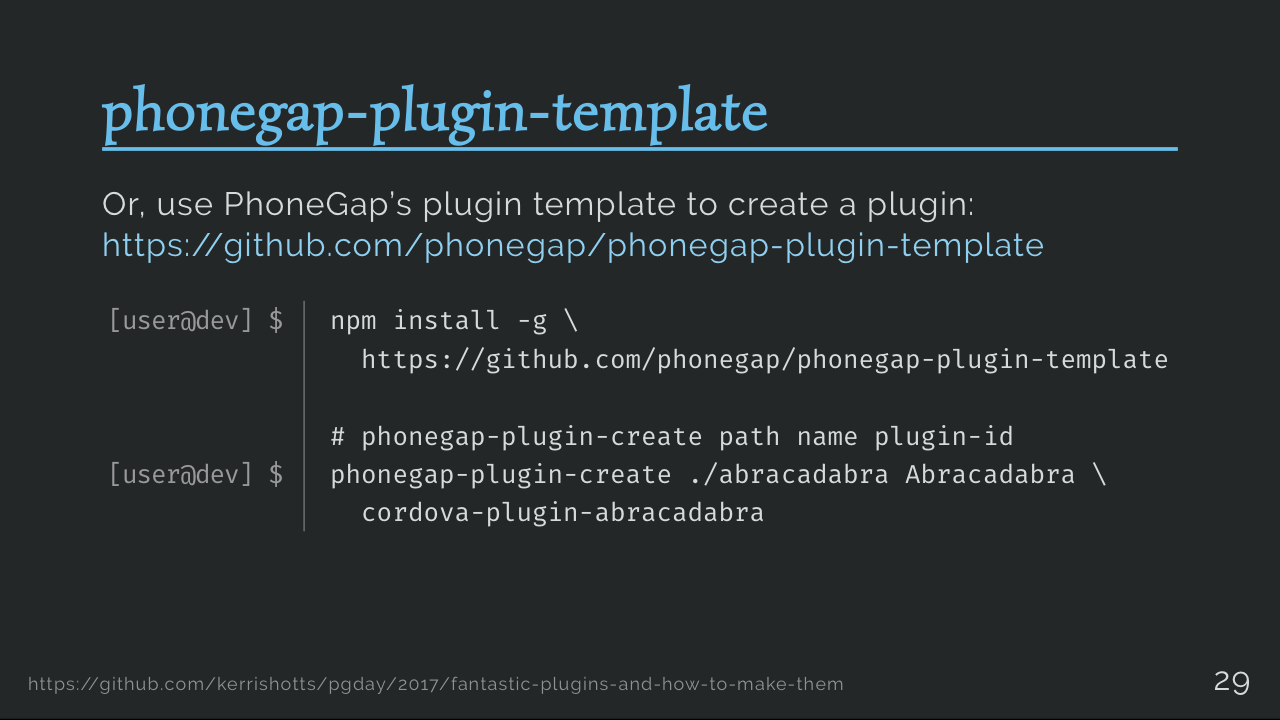 phonegap-plugin-template
Or, use PhoneGap’s plugin template to create a plugin:
https://github.com/phonegap/phonegap-plugin-template
[user@dev] $ npm install -g \
https://github.com/phonegap/phonegap-plugin-template
# phonegap-plugin-create path name plugin-id
[user@dev] $ phonegap-plugin-create ./abracadabra Abracadabra \
cordova-plugin-abracadabra
https://github.com/kerrishotts/pgday/2017/fantastic-plugins-and-how-to-make-them
29